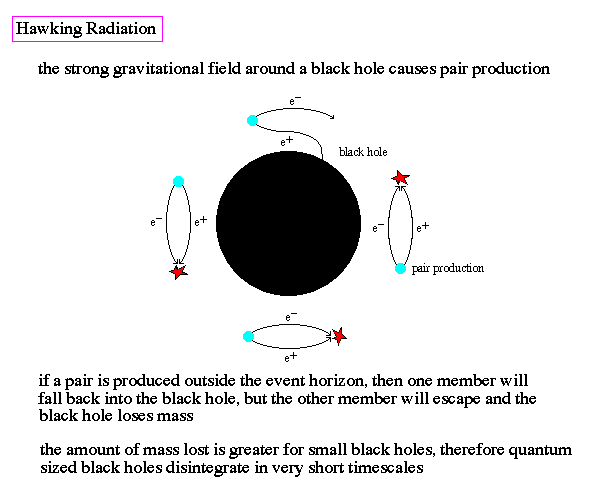 Hawking Radiation
the strong gravitational field around a black hole causes pair production
e−
e+
black hole
e−
e+
e−
e+
pair production
e−
e+
if a pair is produced outside the event horizon, then one member will
fall back into the black hole, but the other member will escape and the
black hole loses mass
the amount of mass lost is greater for small black holes, therefore quantum
sized black holes disintegrate in very short timescales